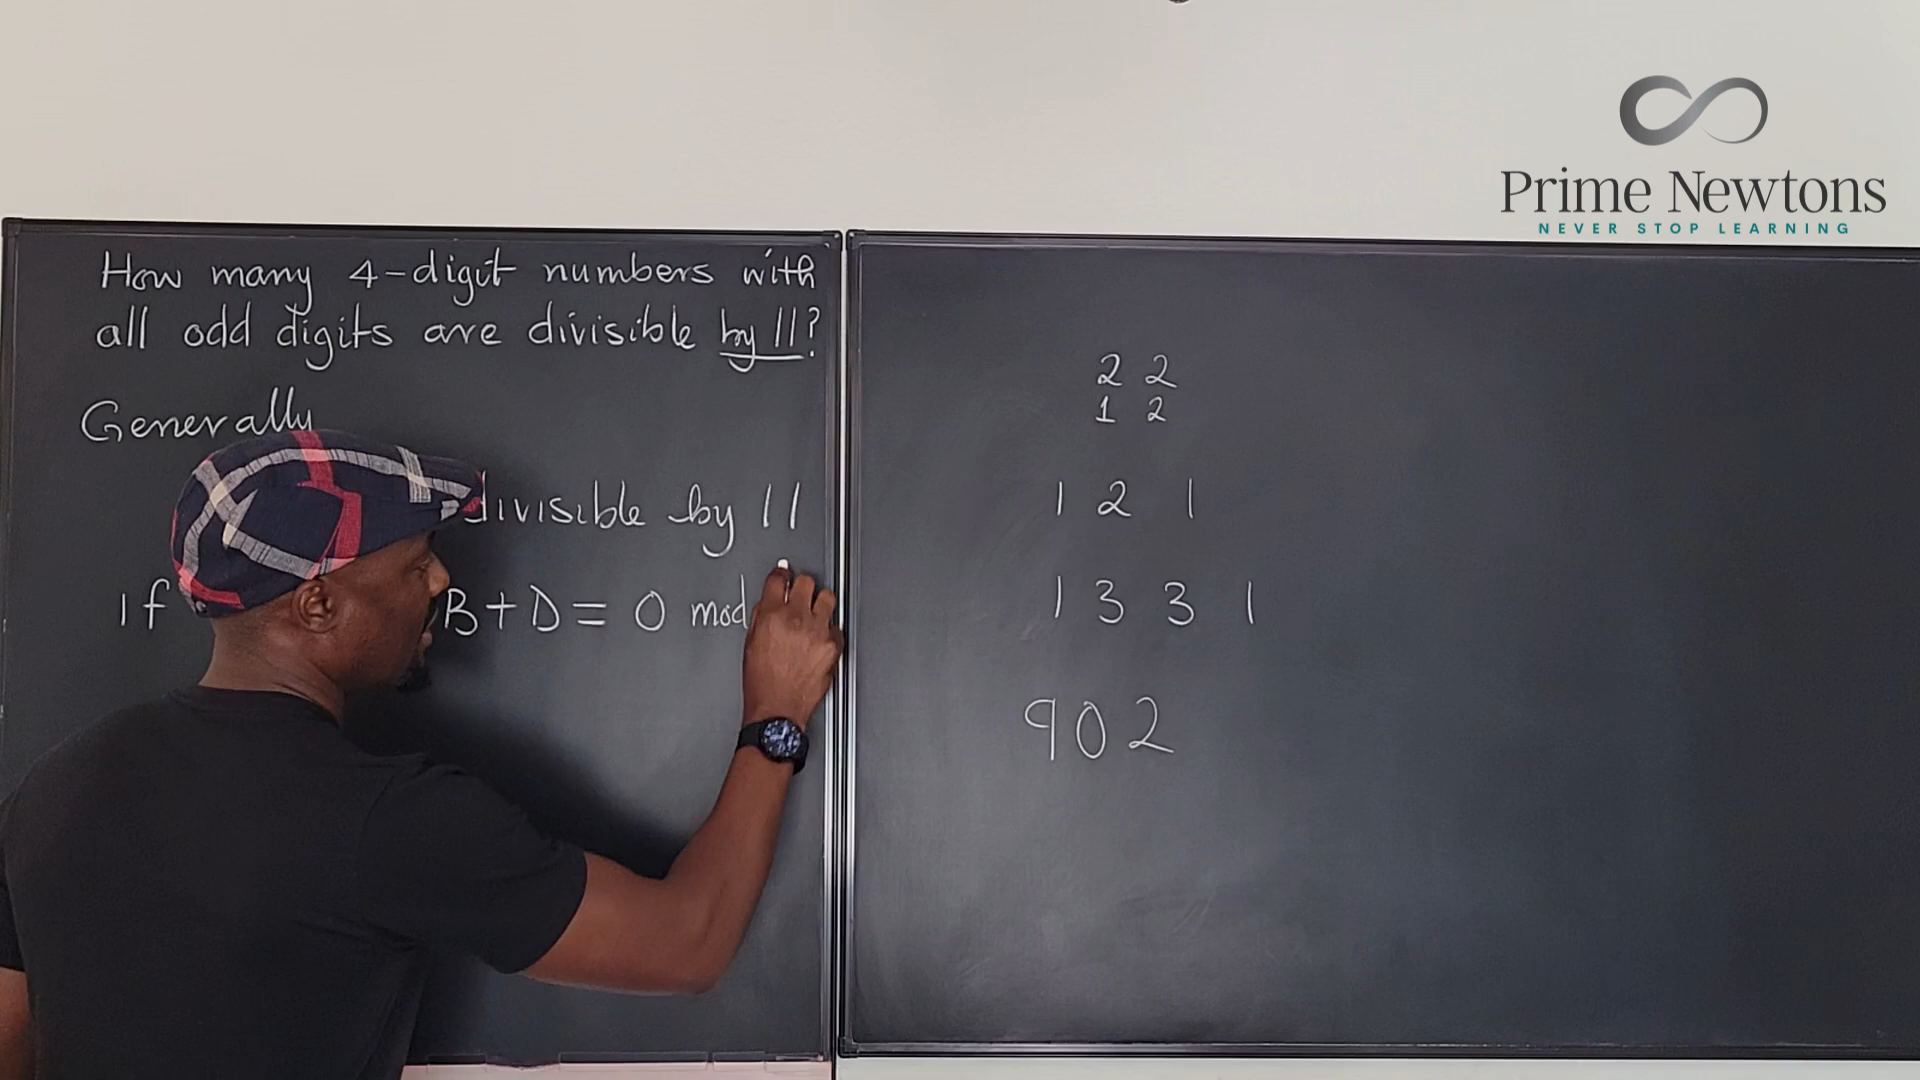 Prime Newtons
NEVER STOP LEARNING
How many 4-digit numbers with
all odd digits are divisible by 11?
Generally
divisible by 11
If B+D = 0 mod
2 2
1 2
1 2 1
1 3 3 1
902